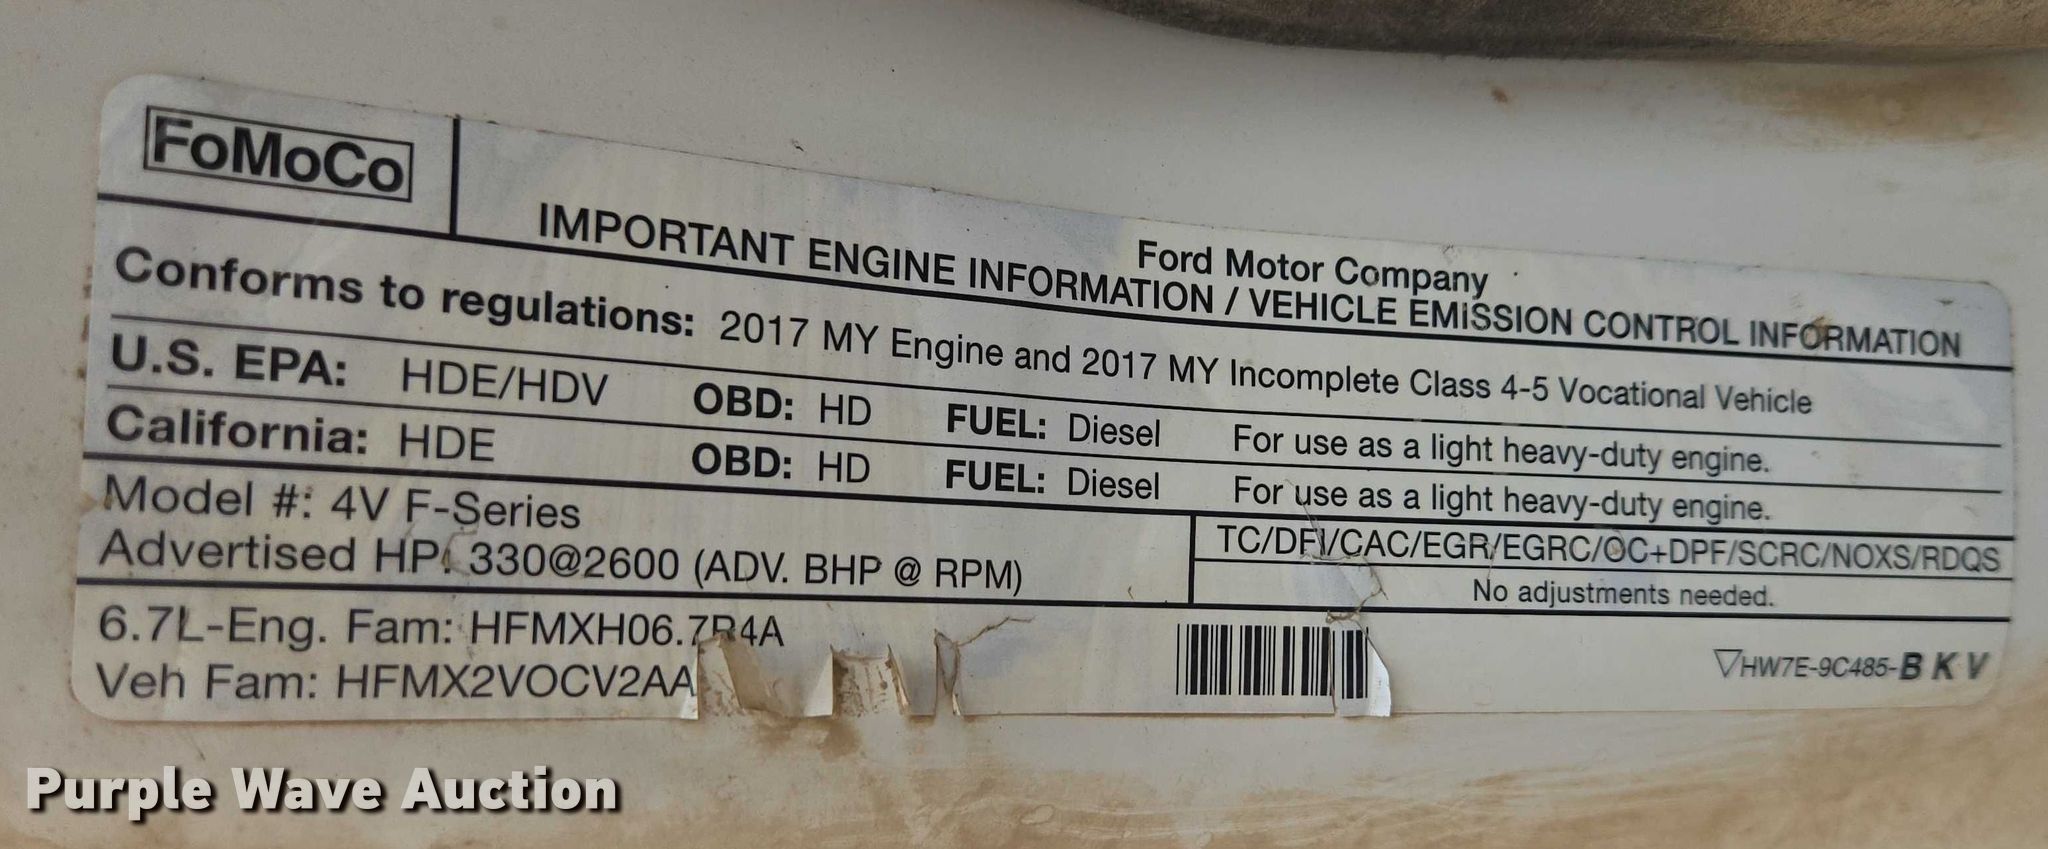 FoMoCo
Ford Motor Company
IMPORTANT ENGINE INFORMATION / VEHICLE EMISSION CONTROL INFORMATION
Conforms to regulations: 2017 MY Engine and 2017 MY Incomplete Class 4-5 Vocational Vehicle
U.S. EPA: HDE/HDV OBD: HD FUEL: Diesel For use as a light heavy-duty engine.
California: HDE OBD: HD FUEL: Diesel For use as a light heavy-duty engine.
Model #: 4V F-Series
Advertised HP: 330@2600 (ADV. BHP @ RPM)
TC/DFI/CAC/EGR/EGRC/OC+DPF/SCRC/NOXS/RDQS
No adjustments needed.
6.7L-Eng. Fam: HFMXH06.7B4A
Veh Fam: HFMX2VOCV2AA
HW7E-9C485-BKV
Purple Wave Auction